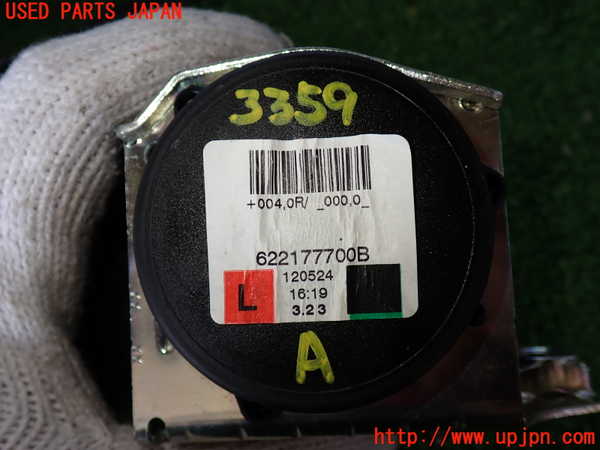 USED PARTS JAPAN
3359
+004,0R/ _000,0_
622177700B
120524
L
16:19
3.23
A
http://www.upjpn.com